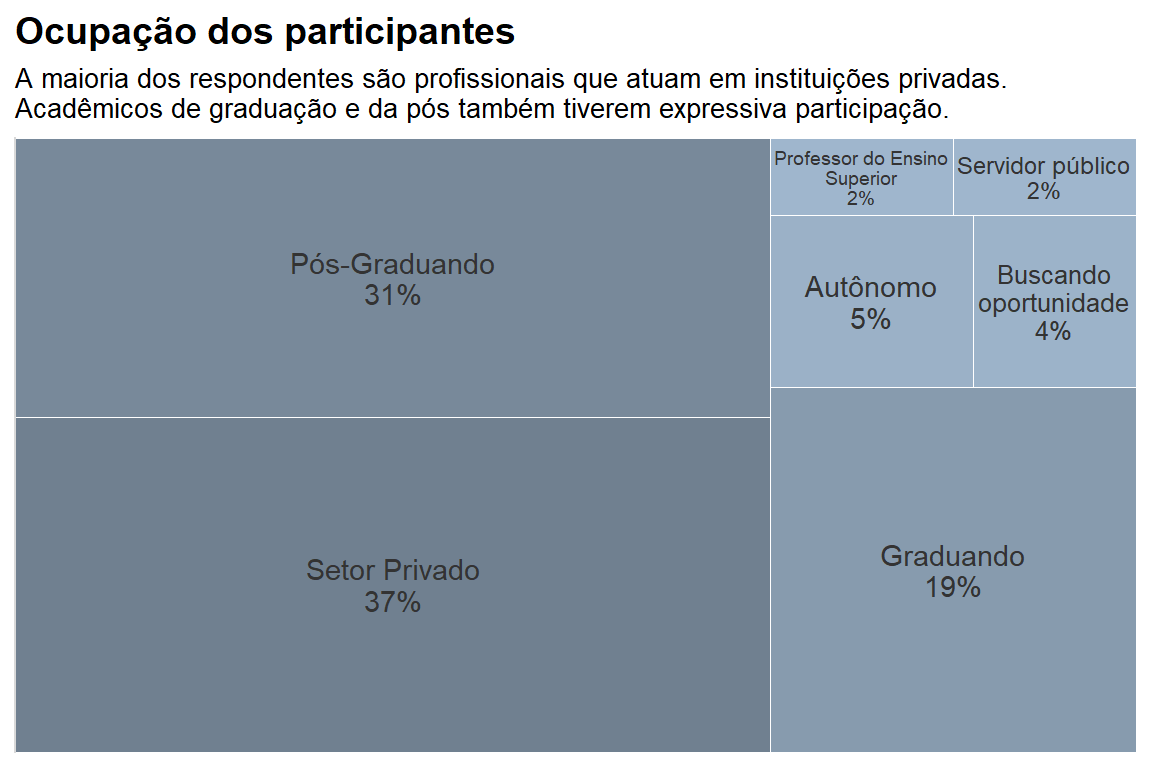 Ocupação dos participantes
A maioria dos respondentes são profissionais que atuam em instituições privadas.
Acadêmicos de graduação e da pós também tiverem expressiva participação.
Pós-Graduando
31%
Setor Privado
37%
Professor do Ensino
Superior
2%
Servidor público
2%
Autônomo
5%
Buscando
oportunidade
4%
Graduando
19%